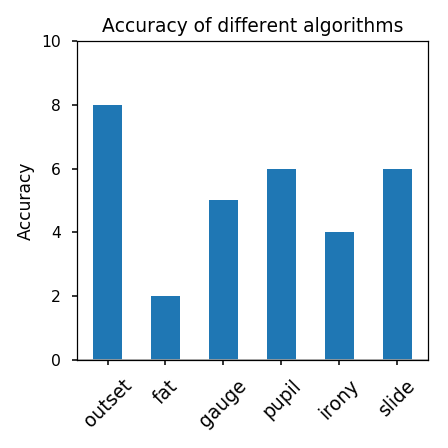 Accuracy of different algorithms
10
8
6
4
2
0
Accuracy
outset
fat
gauge
pupil
irony
slide